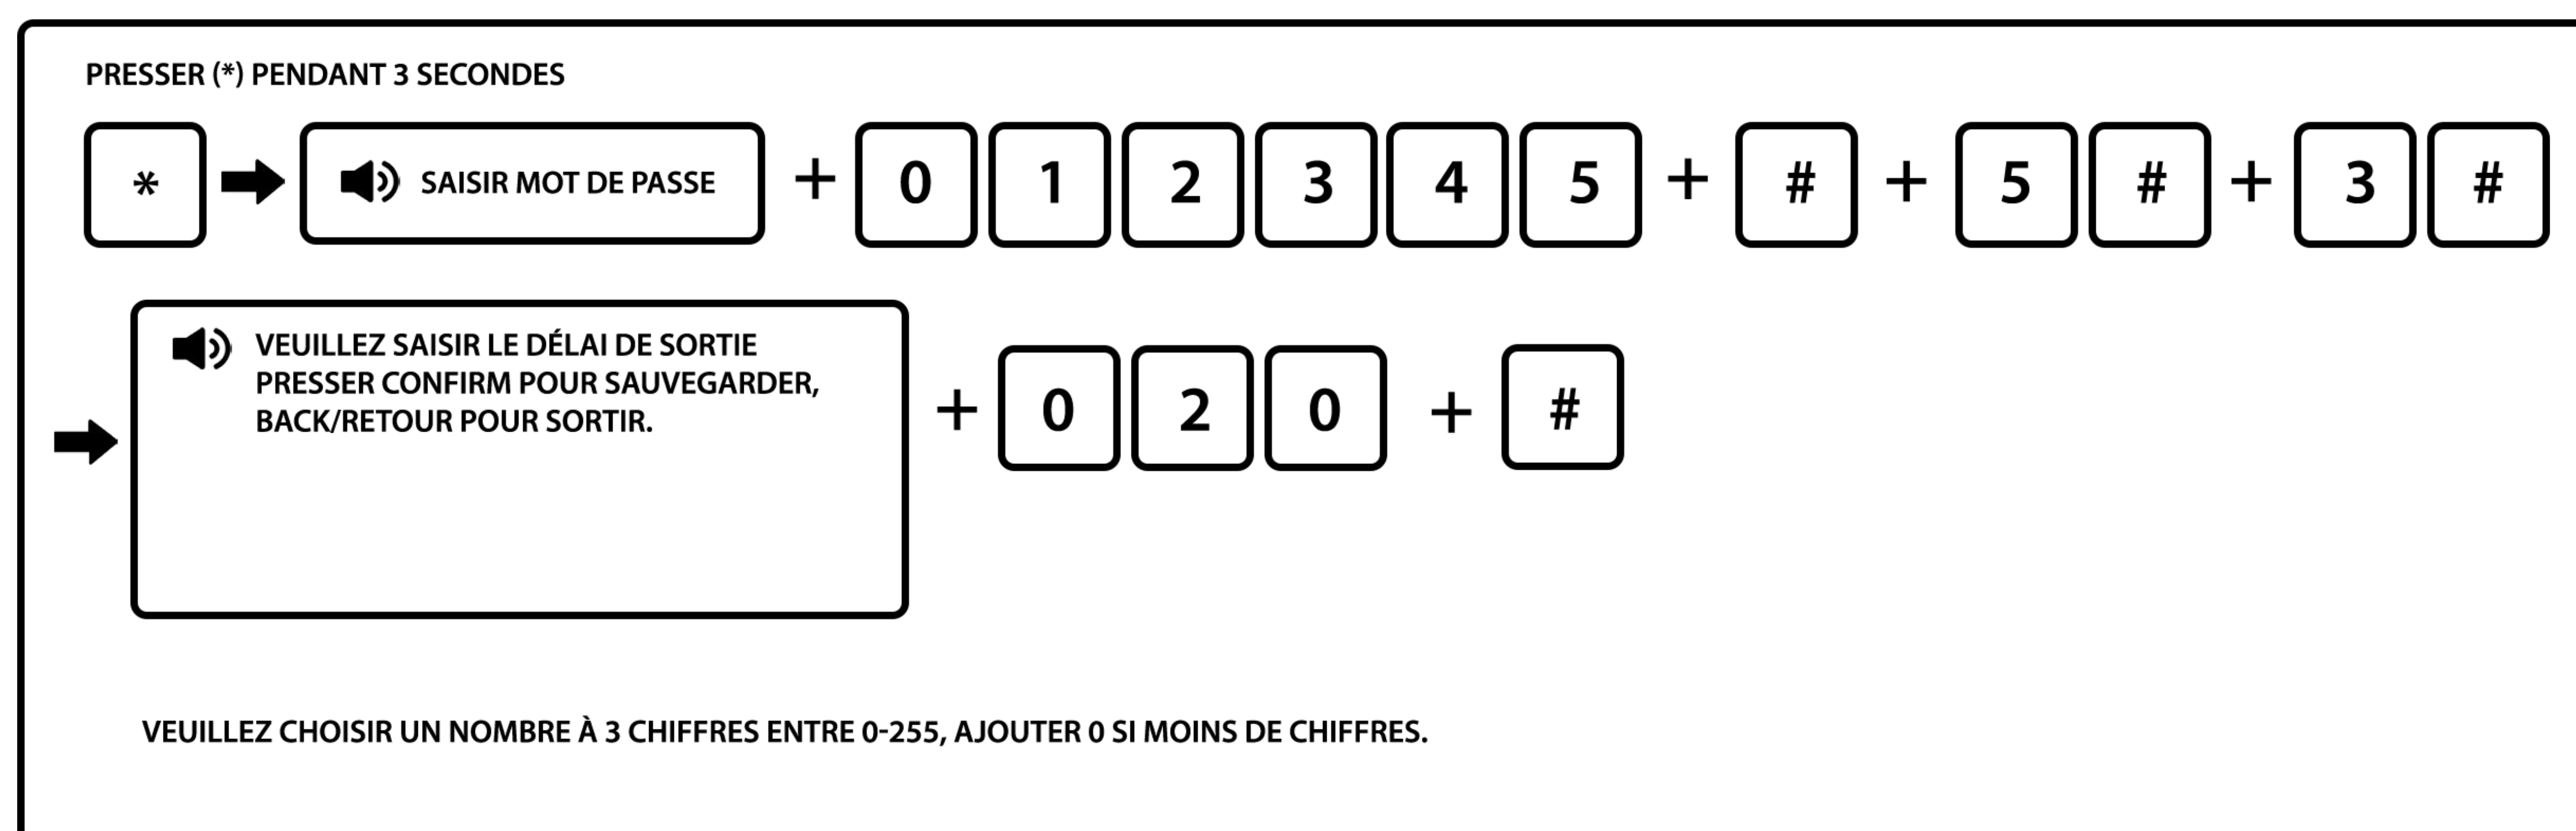 PRESSER (*) PENDANT 3 SECONDES
* SAISIR MOT DE PASSE + 0 1 2 3 4 5 + # + 5 # + 3 #
VEUILLEZ SAISIR LE DÉLAI DE SORTIE
PRESSER CONFIRM POUR SAUVEGARDER,
BACK/RETOUR POUR SORTIR.
+ 0 2 0 + #
VEUILLEZ CHOISIR UN NOMBRE À 3 CHIFFRES ENTRE 0-255, AJOUTER 0 SI MOINS DE CHIFFRES.